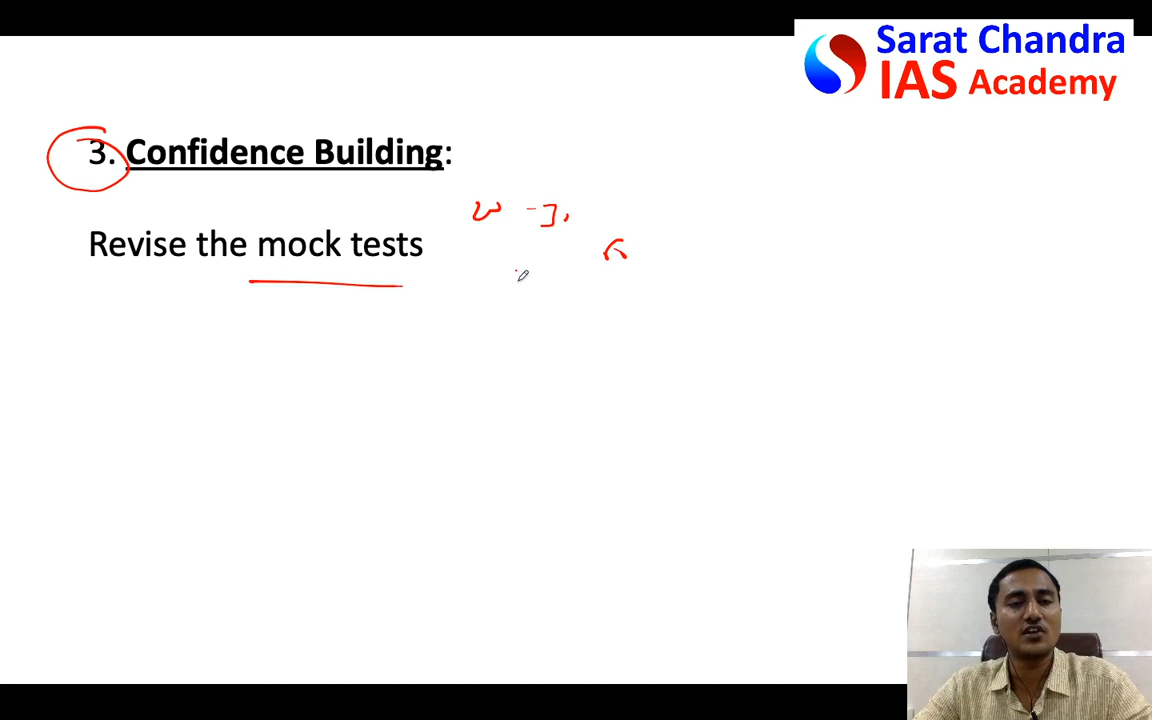 Sarat Chandra
IAS Academy
3. Confidence Building:
Revise the mock tests